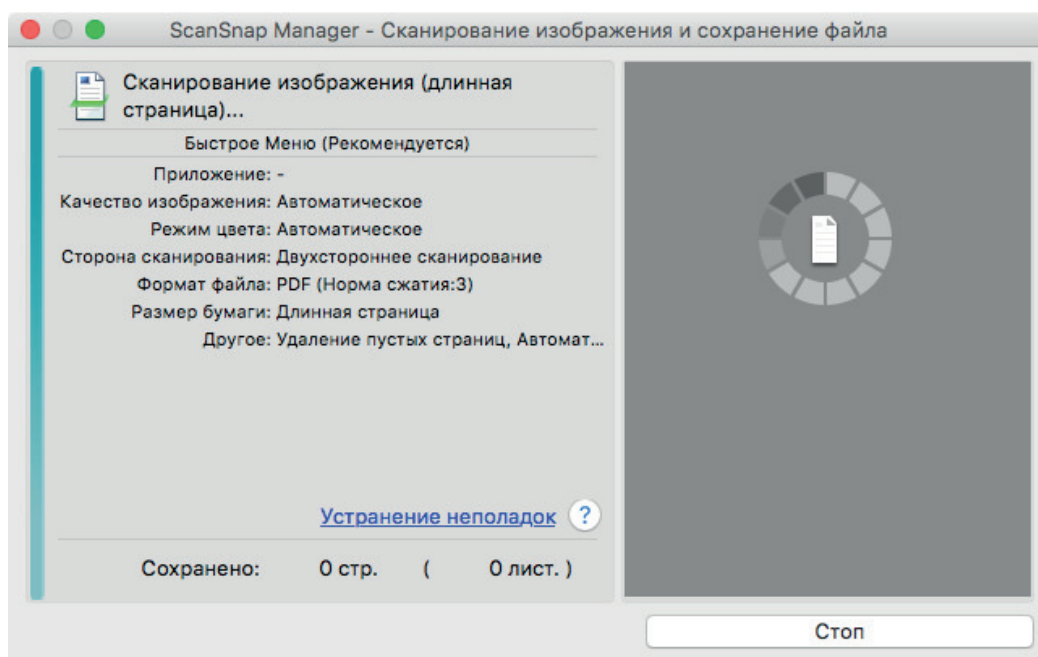 ScanSnap Manager - Сканирование изображения и сохранение файла
Сканирование изображения (длинная
страница)...
Быстрое Меню (Рекомендуется)
Приложение: -
Качество изображения: Автоматическое
Режим цвета: Автоматическое
Сторона сканирования: Двухстороннее сканирование
Формат файла: PDF (Норма сжатия:3)
Размер бумаги: Длинная страница
Другое: Удаление пустых страниц, Автомат...
Устранение неполадок ?
Сохранено: 0 стр. ( 0 лист. )
Стоп